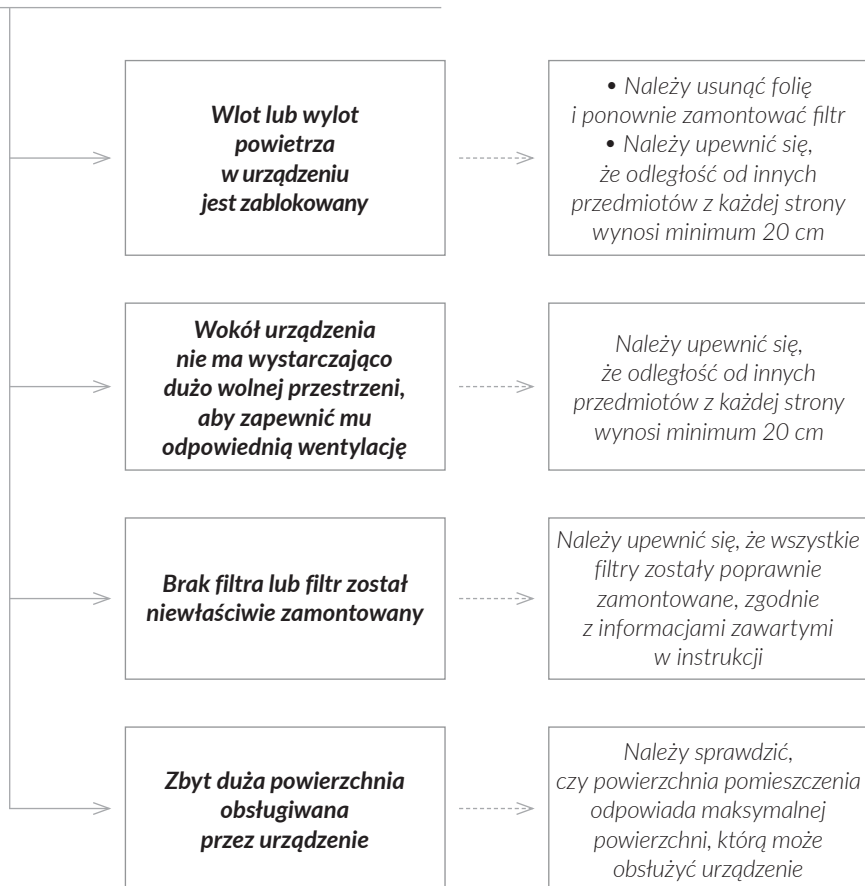 Wlot lub wylot
powietrza
w urządzeniu
jest zablokowany
• Należy usunąć folię
i ponownie zamontować filtr
• Należy upewnić się,
że odległość od innych
przedmiotów z każdej strony
wynosi minimum 20 cm
Wokół urządzenia
nie ma wystarczająco
dużo wolnej przestrzeni,
aby zapewnić mu
odpowiednią wentylację
Należy upewnić się,
że odległość od innych
przedmiotów z każdej strony
wynosi minimum 20 cm
Brak filtra lub filtr został
niewłaściwie zamontowany
Należy upewnić się, że wszystkie
filtry zostały poprawnie
zamontowane, zgodnie
z informacjami zawartymi
w instrukcji
Zbyt duża powierzchnia
obsługiwana
przez urządzenie
Należy sprawdzić,
czy powierzchnia pomieszczenia
odpowiada maksymalnej
powierzchni, którą może
obsłużyć urządzenie